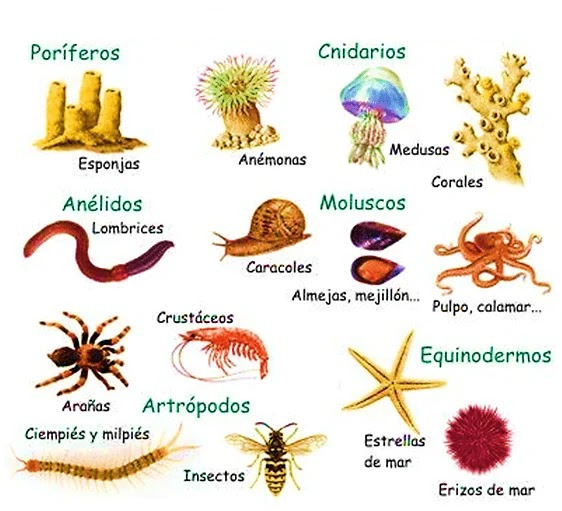 Poríferos
Cnidarios
Esponjas
Anémonas
Medusas
Corales
Anélidos
Lombrices
Moluscos
Caracoles
Almejas, mejillón...
Pulpo, calamar...
Crustáceos
Arañas
Artrópodos
Equinodermos
Ciempiés y milpiés
Insectos
Estrellas
de mar
Erizos de mar